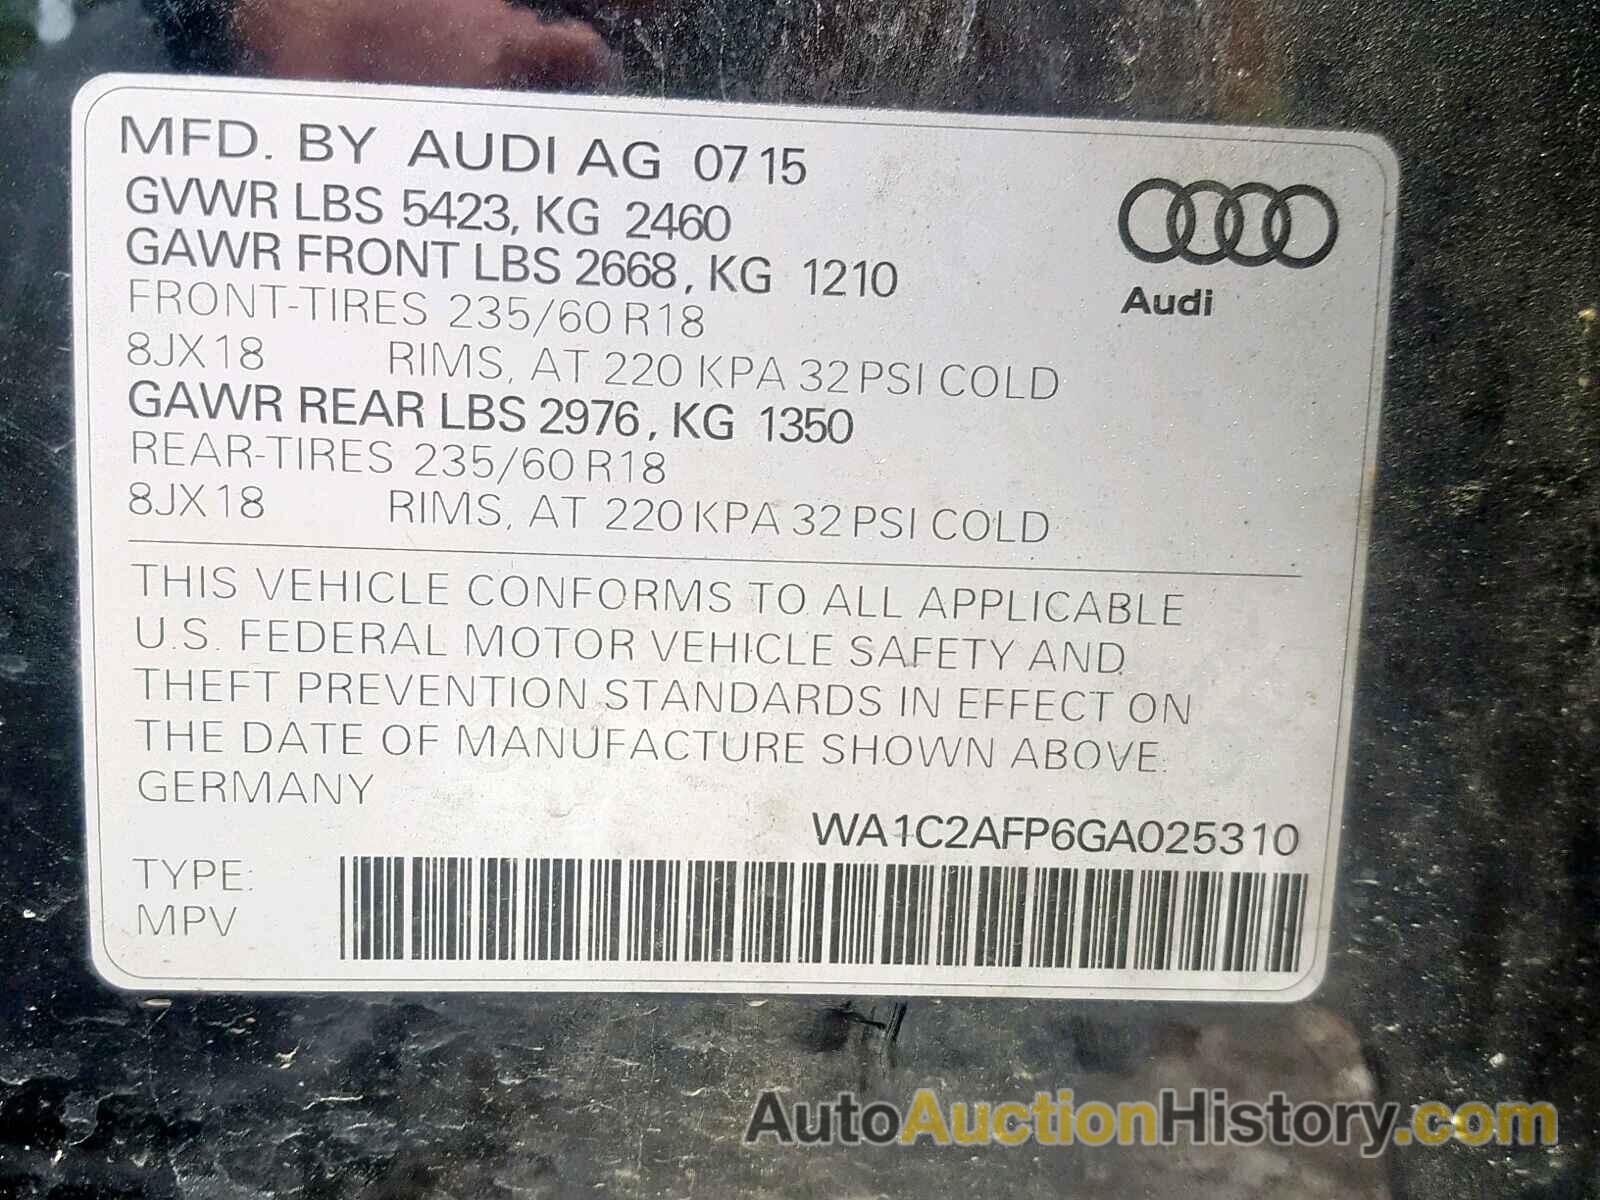 MFD. BY AUDI AG 07 15
GVWR LBS 5423, KG 2460
GAWR FRONT LBS 2668, KG 1210
FRONT-TIRES 235/60 R18
8JX18 RIMS, AT 220 KPA 32 PSI COLD
GAWR REAR LBS 2976, KG 1350
REAR-TIRES 235/60 R18
8JX18 RIMS, AT 220 KPA 32 PSI COLD
Audi
THIS VEHICLE CONFORMS TO ALL APPLICABLE
U.S. FEDERAL MOTOR VEHICLE SAFETY AND
THEFT PREVENTION STANDARDS IN EFFECT ON
THE DATE OF MANUFACTURE SHOWN ABOVE.
GERMANY
WA1C2AFP6GA025310
TYPE:
MPV
AutoAuctionHistory.com